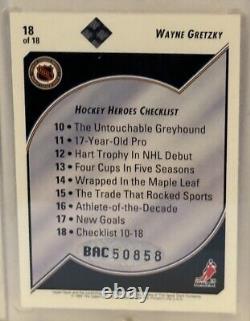 18
of 18
WAYNE GRETZKY
HOCKEY HEROES CHECKLIST
10 • The Untouchable Greyhound
11 • 17-Year-Old Pro
12 • Hart Trophy In NHL Debut
13 • Four Cups In Five Seasons
14 • Wrapped In the Maple Leaf
15 • The Trade That Rocked Sports
16 • Athlete-of-the-Decade
17 • New Goals
18 • Checklist 10-18
BAC50858